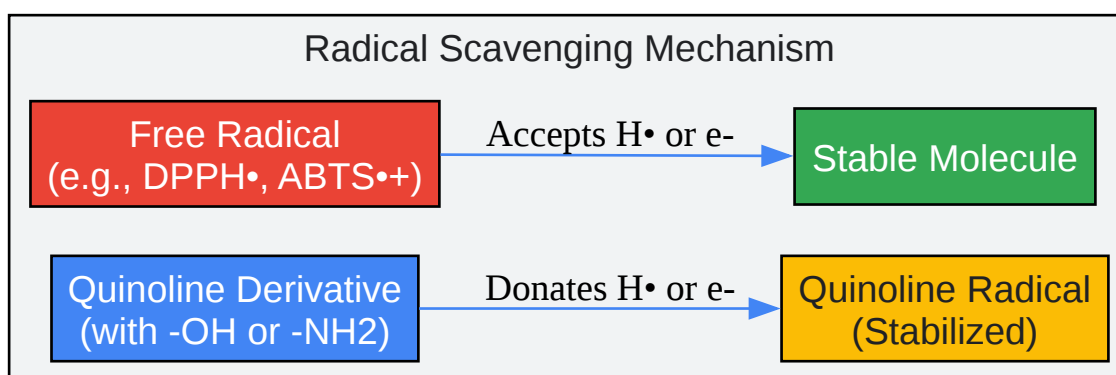 Radical Scavenging Mechanism
Free Radical
(e.g., DPPH•, ABTS•+)
Accepts H• or e-
Stable Molecule
Quinoline Derivative
(with -OH or -NH2)
Donates H• or e-
Quinoline Radical
(Stabilized)